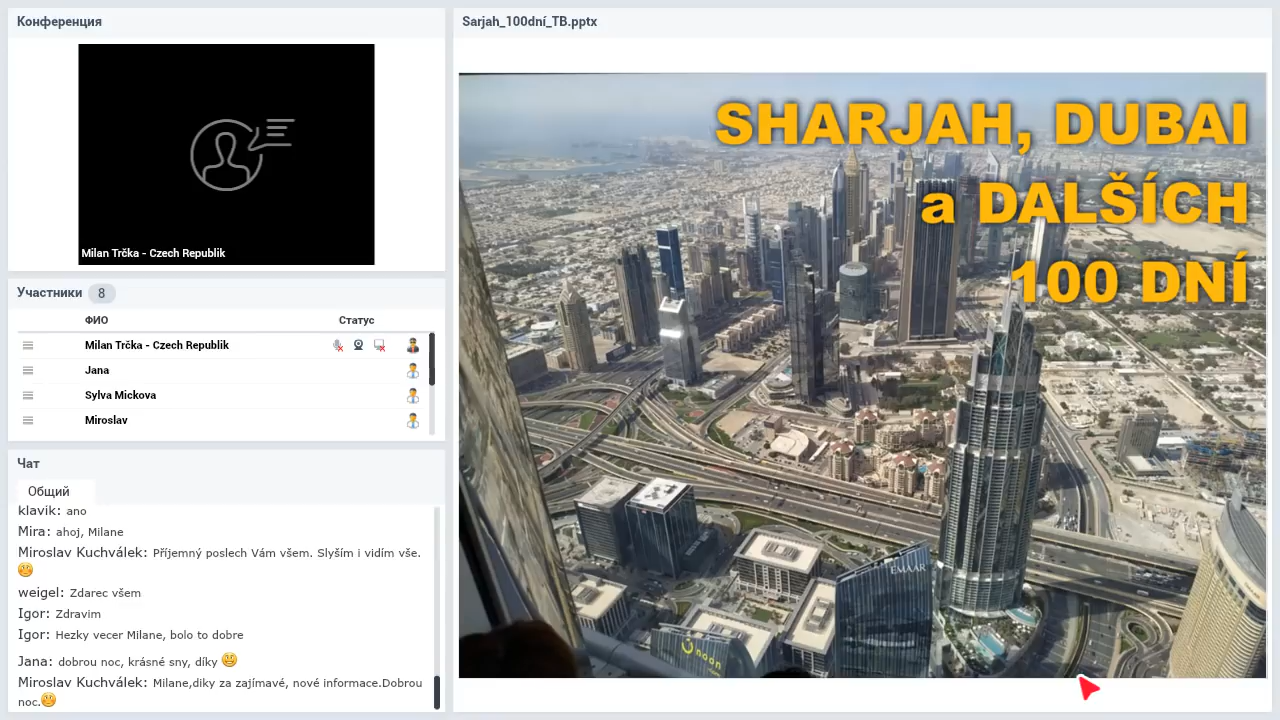 Конференция
Milan Trčka - Czech Republik
Участники 8
ФИО Статус
Milan Trčka - Czech Republik
Jana
Sylva Mickova
Miroslav
Чат
Общий
klavik: ano
Mira: ahoj, Milane
Miroslav Kuchválek: Příjemný poslech Vám všem. Slyším i vidím vše.
weigel: Zdarec všem
Igor: Zdravim
Igor: Hezky vecer Milane, bolo to dobre
Jana: dobrou noc, krásné sny, díky
Miroslav Kuchválek: Milane,diky za zajímavé, nové informace.Dobrou
noc.
Sarjah_100dní_TB.pptx
SHARJAH, DUBAI
a DALŠÍCH
100 DNÍ
EMAAR
noon